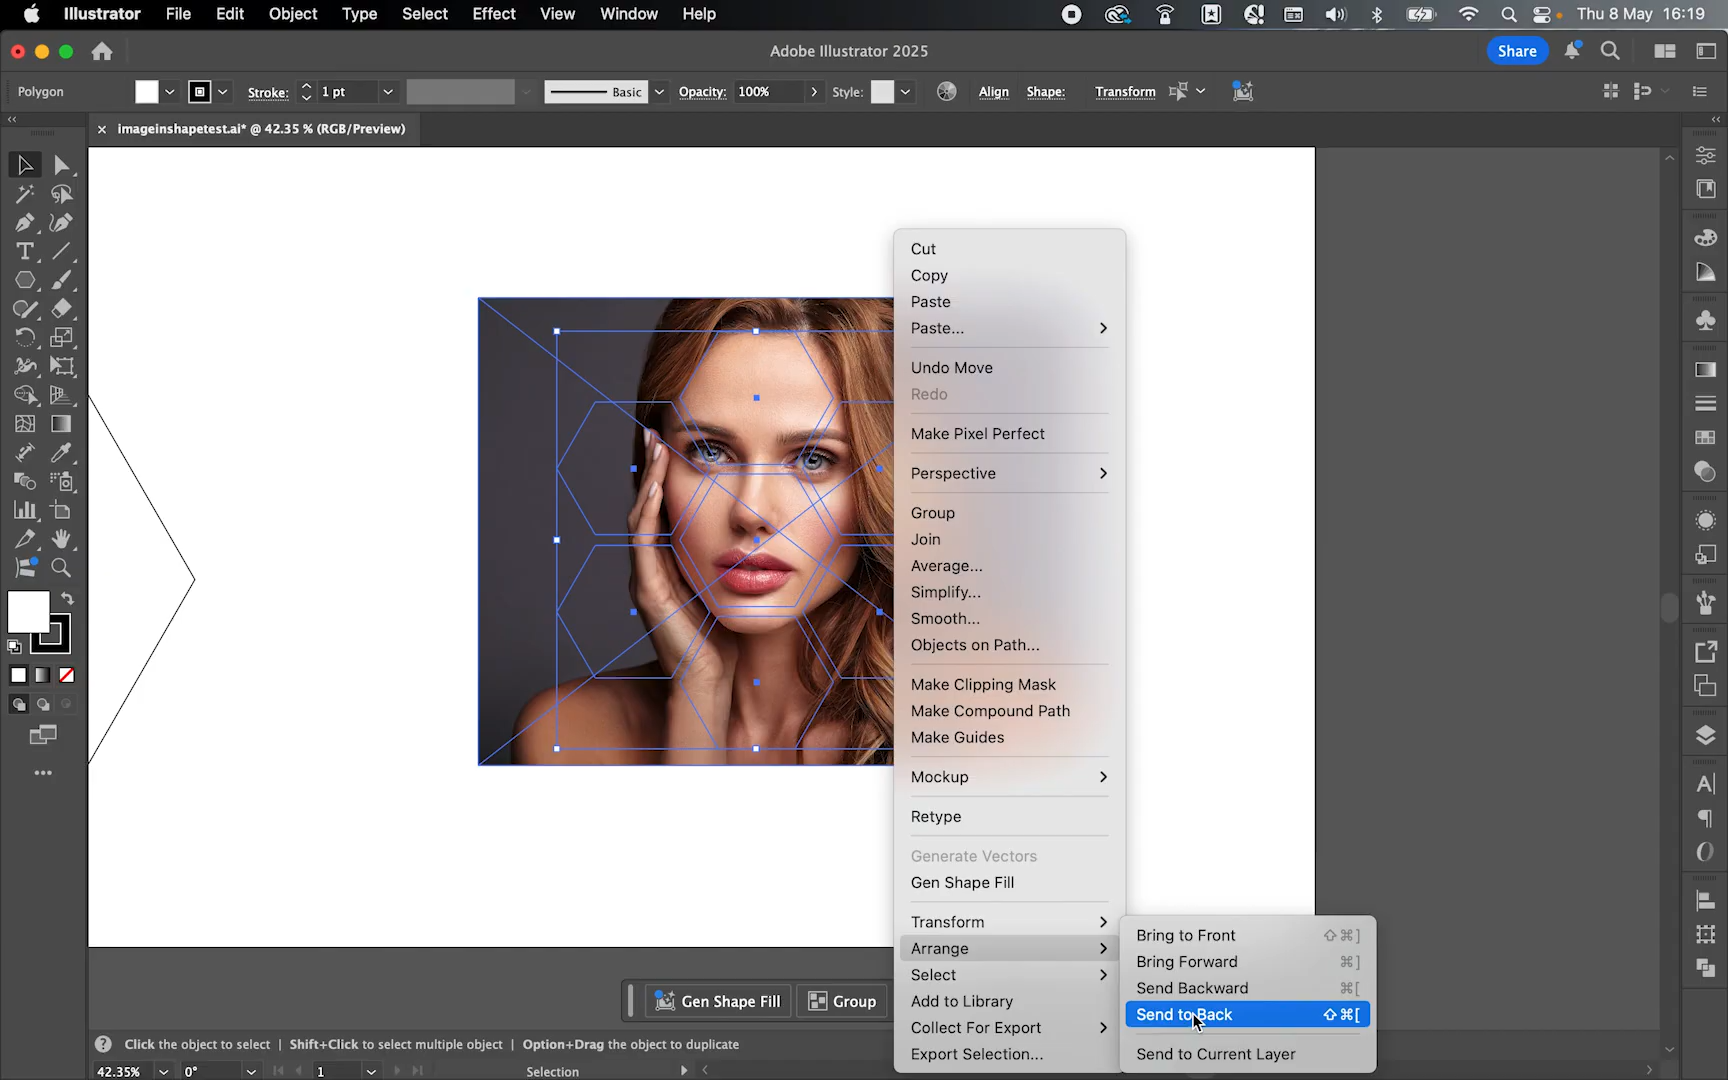 Illustrator File Edit Object Type Select Effect View Window Help Thu 8 May 16:19
Adobe Illustrator 2025 Share
Polygon Stroke: 1 pt Basic Opacity: 100% Style: Align Shape: Transform
imageinshapetest.ai* @ 42.35 % (RGB/Preview)
Cut
Copy
Paste
Paste...
Undo Move
Redo
Make Pixel Perfect
Perspective
Group
Join
Average...
Simplify...
Smooth...
Objects on Path...
Make Clipping Mask
Make Compound Path
Make Guides
Mockup
Retype
Generate Vectors
Gen Shape Fill
Transform
Arrange
Select
Add to Library
Collect For Export
Export Selection...
Bring to Front ⇧⌘]
Bring Forward ⌘]
Send Backward ⌘[
Send to Back ⇧⌘[
Send to Current Layer
Gen Shape Fill Group
Click the object to select | Shift+Click to select multiple object | Option+Drag the object to duplicate
42.35% 0° 1 Selection